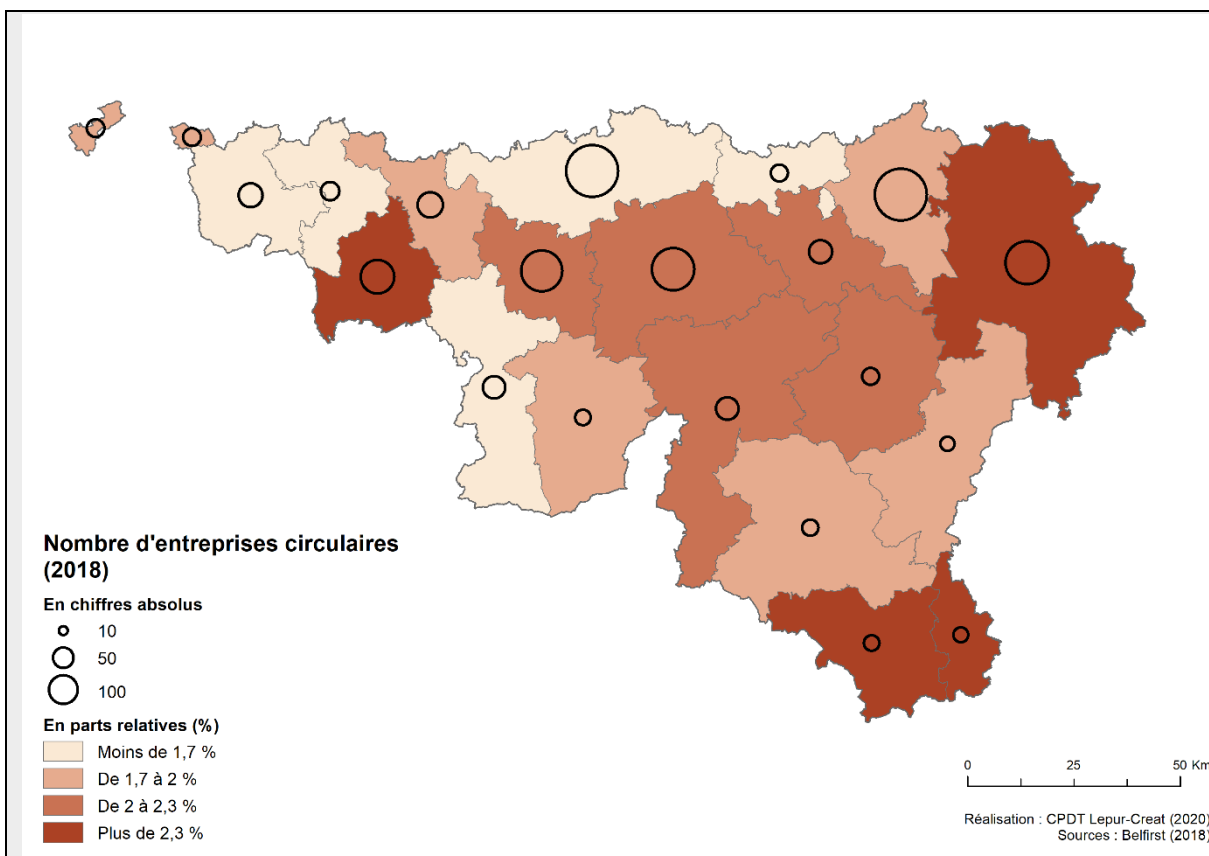 Nombre d'entreprises circulaires
(2018)
En chiffres absolus
10
50
100
En parts relatives (%)
Moins de 1,7 %
De 1,7 à 2 %
De 2 à 2,3 %
Plus de 2,3 %
0 25 50 Km
Réalisation : CPDT Lepur-Creat (2020)
Sources : Belfirst (2018)